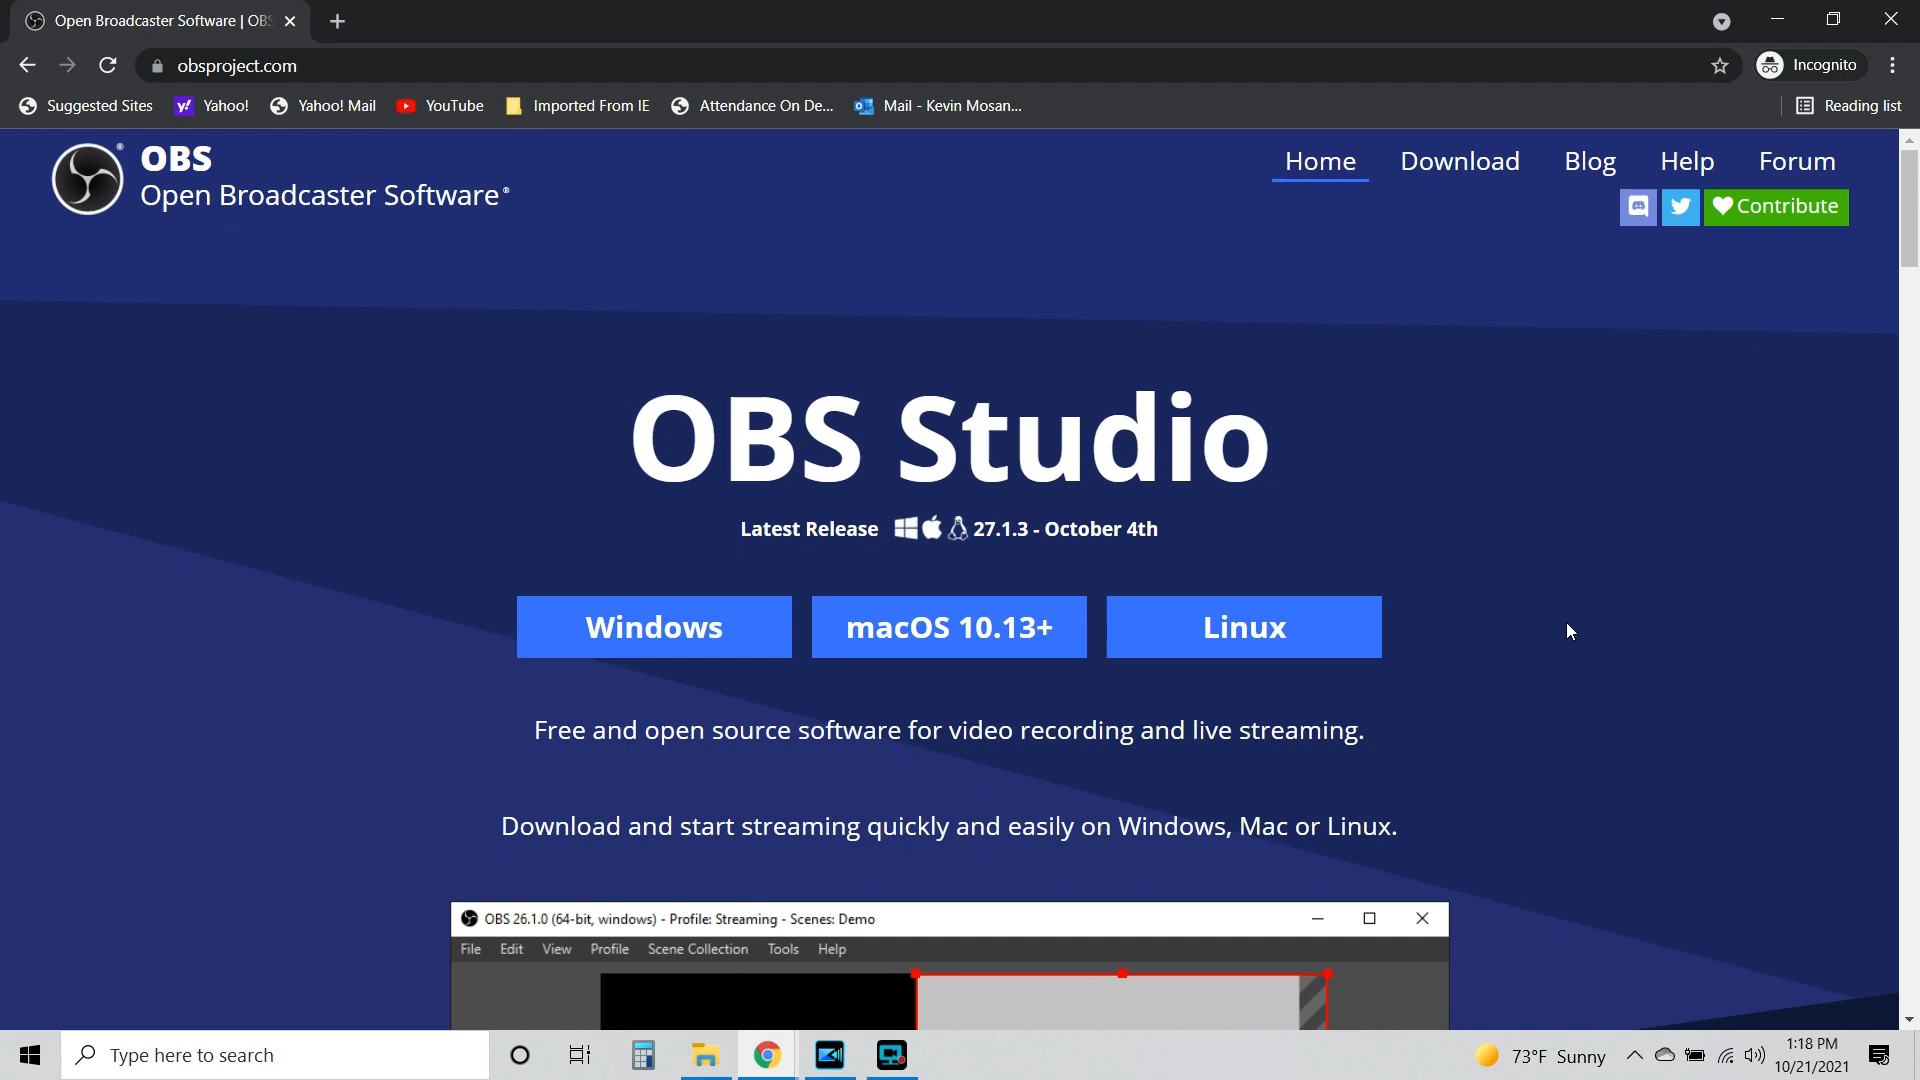 Open Broadcaster Software | OBS
obsproject.com
Incognito
Suggested Sites
Yahoo!
Yahoo! Mail
YouTube
Imported From IE
Attendance On De...
Mail - Kevin Mosan...
Reading list
OBS
Open Broadcaster Software®
Home
Download
Blog
Help
Forum
Contribute
OBS Studio
Latest Release 27.1.3 - October 4th
Windows
macOS 10.13+
Linux
Free and open source software for video recording and live streaming.
Download and start streaming quickly and easily on Windows, Mac or Linux.
OBS 26.1.0 (64-bit, windows) - Profile: Streaming - Scenes: Demo
File Edit View Profile Scene Collection Tools Help
Type here to search
73°F Sunny
1:18 PM
10/21/2021